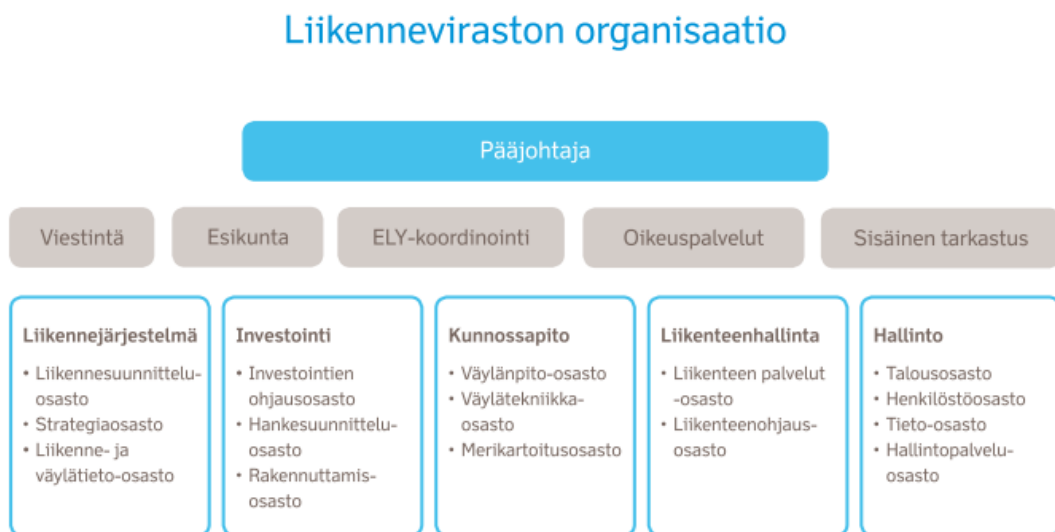 Liikenneviraston organisaatio
Pääjohtaja
Viestintä
Esikunta
ELY-koordinointi
Oikeuspalvelut
Sisäinen tarkastus
Liikennejärjestelmä
• Liikennesuunnittelu-
osasto
• Strategiaosasto
• Liikenne- ja
väylätieto-osasto
Investointi
• Investointien
ohjausosasto
• Hankesuunnittelu-
osasto
• Rakennuttamis-
osasto
Kunnossapito
• Väylänpito-osasto
• Väylätekniikka-
osasto
• Merikartoitusosasto
Liikenteenhallinta
• Liikenteen palvelut
-osasto
• Liikenteenohjaus-
osasto
Hallinto
• Talousosasto
• Henkilöstöosasto
• Tieto-osasto
• Hallintopalvelu-
osasto